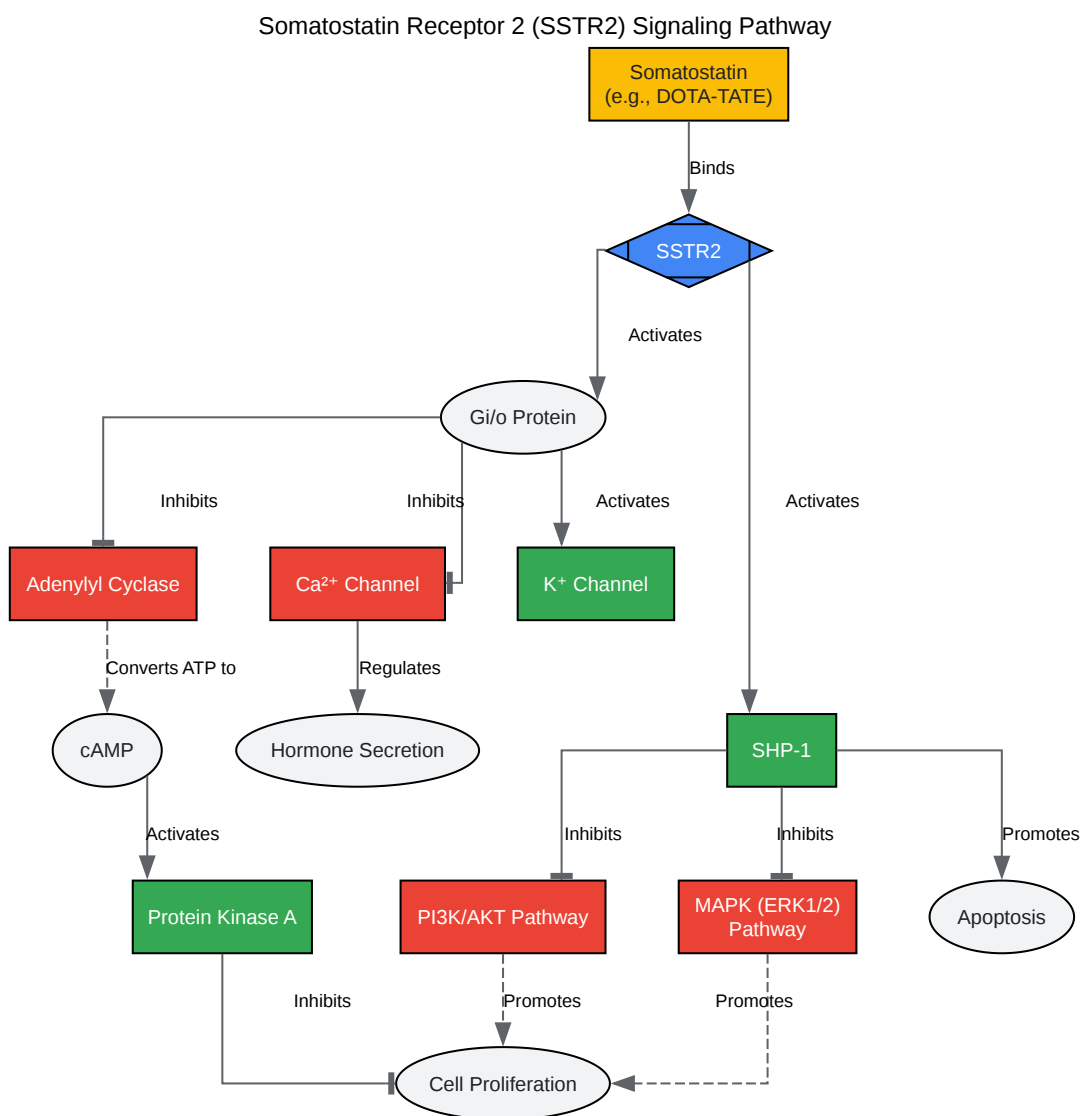 Somatostatin Receptor 2 (SSTR2) Signaling Pathway
Somatostatin
(e.g., DOTA-TATE)
Binds
SSTR2
Activates
Gi/o Protein
Inhibits
Inhibits
Activates
Activates
Adenylyl Cyclase
Ca²⁺ Channel
K⁺ Channel
Converts ATP to
Regulates
cAMP
Hormone Secretion
SHP-1
Activates
Inhibits
Inhibits
Promotes
Protein Kinase A
PI3K/AKT Pathway
MAPK (ERK1/2)
Pathway
Apoptosis
Inhibits
Promotes
Promotes
Cell Proliferation